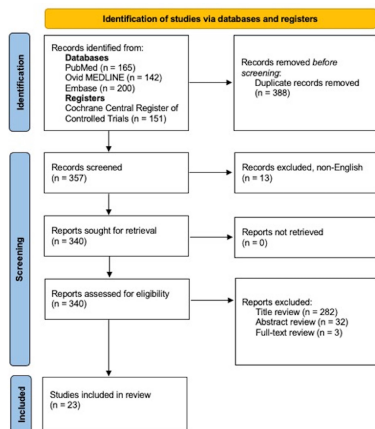 Identification of studies via databases and registers
Identification
Records identified from:
Databases
PubMed (n = 165)
Ovid MEDLINE (n = 142)
Embase (n = 200)
Registers
Cochrane Central Register of
Controlled Trials (n = 151)
Records removed before
screening:
Duplicate records removed
(n = 388)
Screening
Records screened
(n = 357)
Records excluded, non-English
(n = 13)
Reports sought for retrieval
(n = 340)
Reports not retrieved
(n = 0)
Reports assessed for eligibility
(n = 340)
Reports excluded:
Title review (n = 282)
Abstract review (n = 32)
Full-text review (n = 3)
Included
Studies included in review
(n = 23)